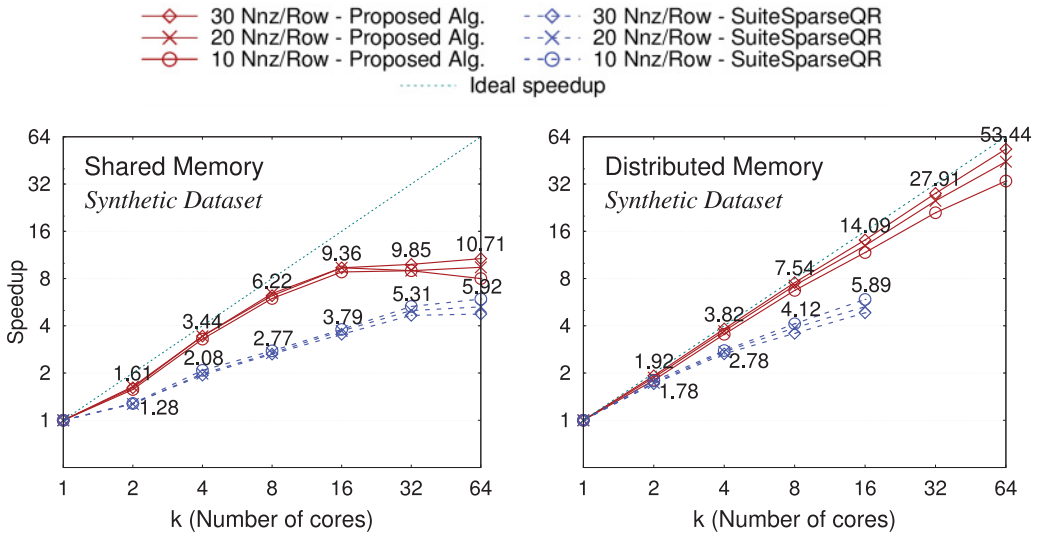 30 Nnz/Row - Proposed Alg.
20 Nnz/Row - Proposed Alg.
10 Nnz/Row - Proposed Alg.
30 Nnz/Row - SuiteSparseQR
20 Nnz/Row - SuiteSparseQR
10 Nnz/Row - SuiteSparseQR
Ideal speedup
Shared Memory
Synthetic Dataset
Speedup
64
32
16
8
4
2
1
1.61
3.44
6.22
9.36
9.85
10.71
1.28
2.08
2.77
3.79
5.31
5.92
1 2 4 8 16 32 64
k (Number of cores)
Distributed Memory
Synthetic Dataset
64
32
16
8
4
2
1
1.92
3.82
7.54
14.09
27.91
53.44
1.78
2.78
4.12
5.89
1 2 4 8 16 32 64
k (Number of cores)